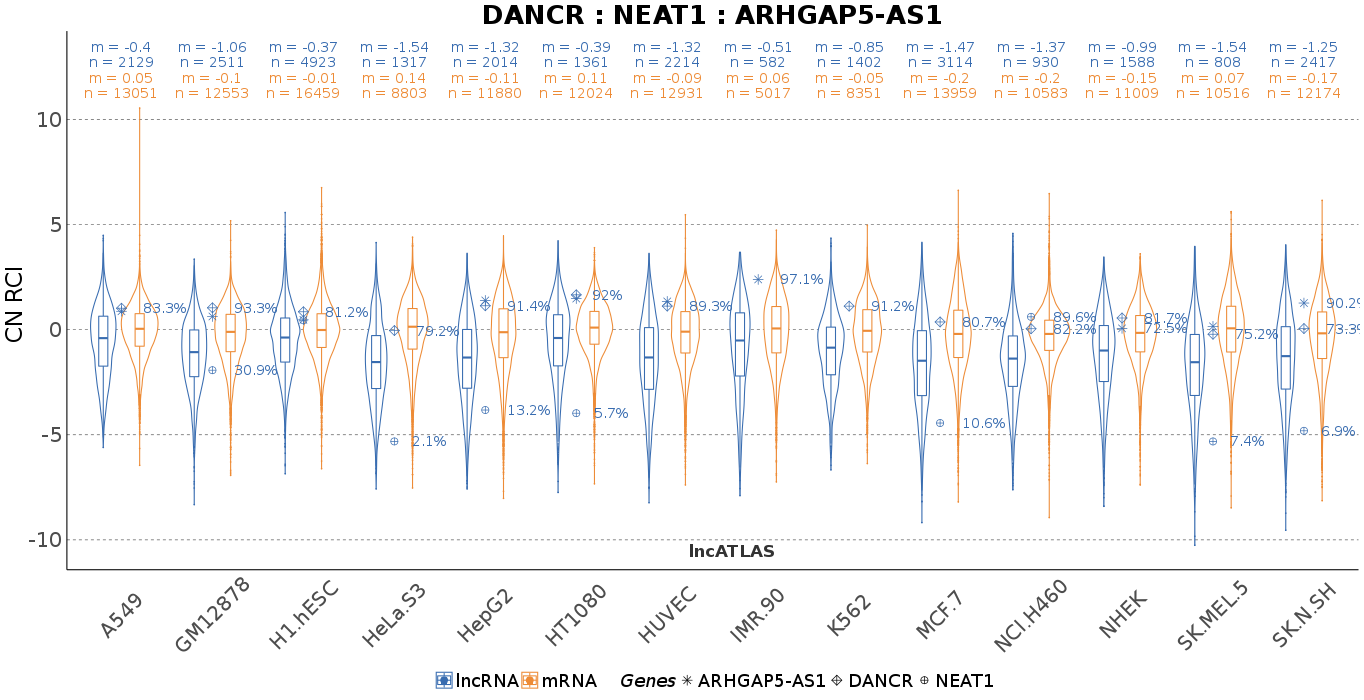 DANCR : NEAT1 : ARHGAP5-AS1
m = -0.4 m = -1.06 m = -0.37 m = -1.54 m = -1.32 m = -0.39 m = -1.32 m = -0.51 m = -0.85 m = -1.47 m = -1.37 m = -0.99 m = -1.54 m = -1.25
n = 2129 n = 2511 n = 4923 n = 1317 n = 2014 n = 1361 n = 2214 n = 582 n = 1402 n = 3114 n = 930 n = 1588 n = 808 n = 2417
m = 0.05 m = -0.1 m = -0.01 m = 0.14 m = -0.11 m = 0.11 m = -0.09 m = 0.06 m = -0.05 m = -0.2 m = -0.2 m = -0.15 m = 0.07 m = -0.17
n = 13051 n = 12553 n = 16459 n = 8803 n = 11880 n = 12024 n = 12931 n = 5017 n = 8351 n = 13959 n = 10583 n = 11009 n = 10516 n = 12174
10
5
0
-5
-10
CN RCI
97.1%
83.3% 93.3% 81.2% 79.2% 91.4% 92% 89.3% 91.2% 80.7% 89.6% 81.7% 75.2% 90.2%
82.2% 72.5% 73.3%
30.9% 2.1% 13.2% 5.7% 10.6% 7.4% 6.9%
lncATLAS
A549 GM12878 H1.hESC HeLa.S3 HepG2 HT1080 HUVEC IMR.90 K562 MCF.7 NCI.H460 NHEK SK.MEL.5 SK.N.SH
lncRNA mRNA Genes ARHGAP5-AS1 DANCR NEAT1